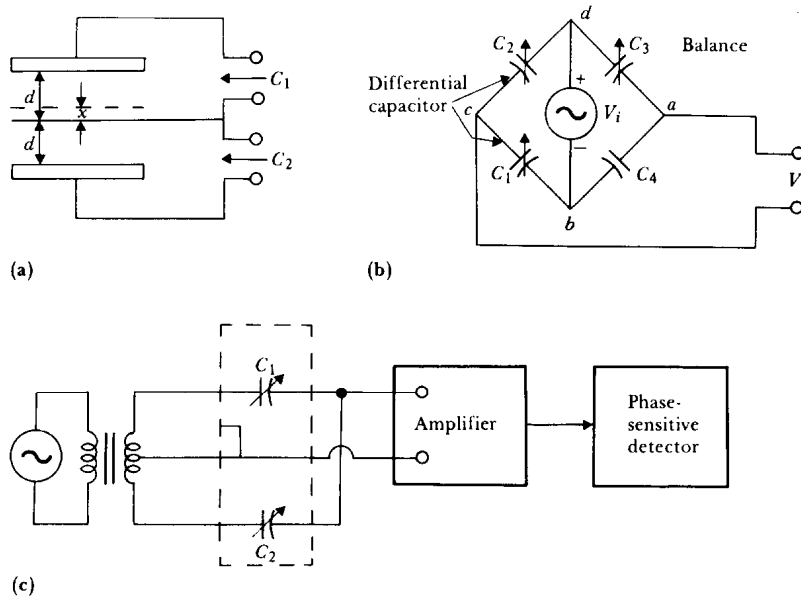 d
x
d
C1
C2
(a)
d
C2
C3
Balance
Differential
capacitor
+
Vi
−
c
a
C1
C4
V
b
(b)
C1
Amplifier
Phase-
sensitive
detector
C2
(c)